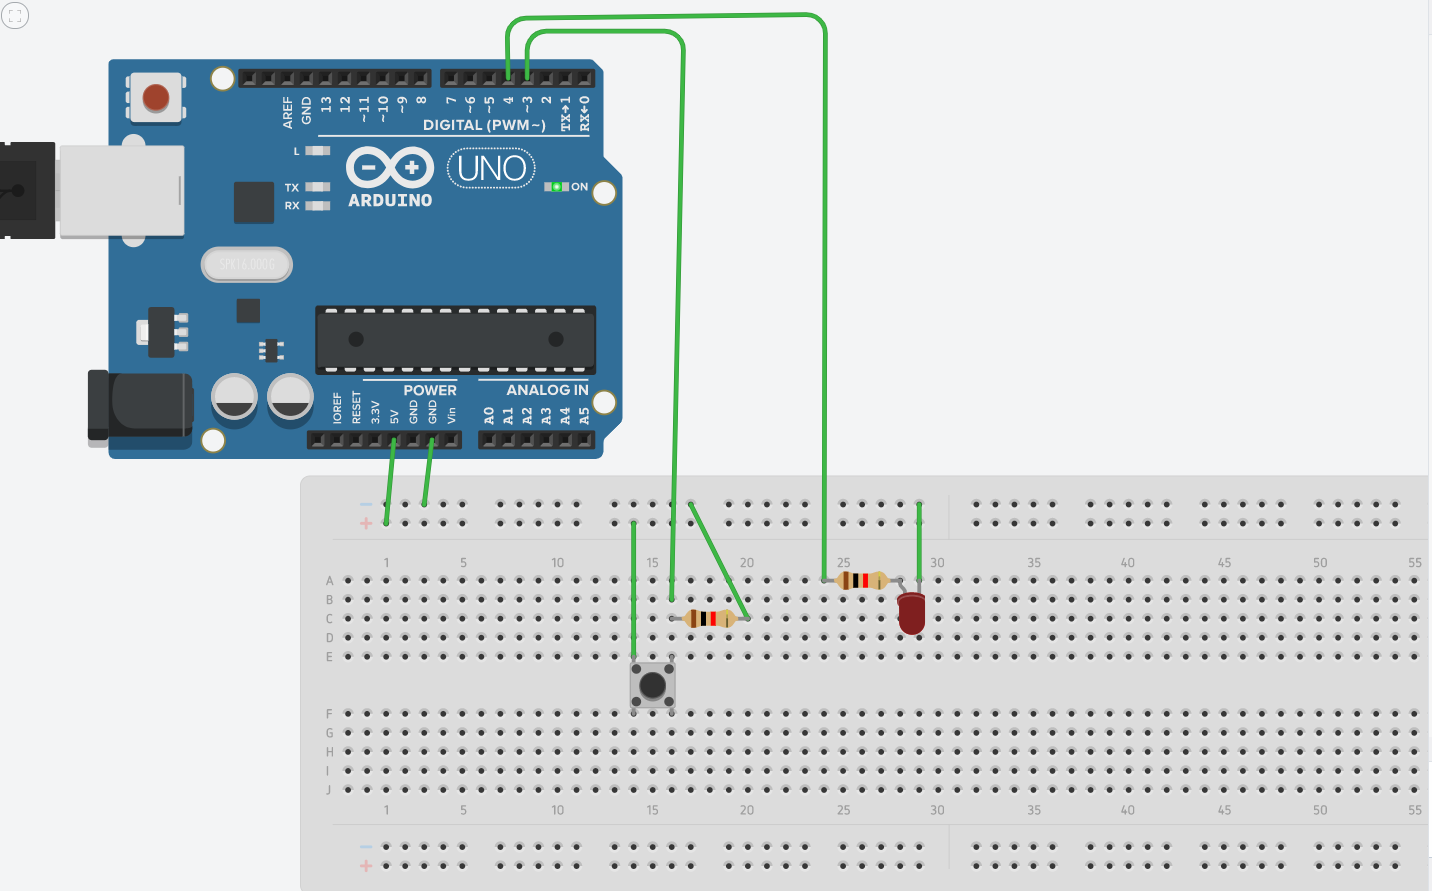 AREF GND 13 12 ~11 ~10 ~9 8 7 ~6 ~5 4 ~3 2 TX→1 RX←0
DIGITAL (PWM~)
L
TX
RX
ARDUINO
UNO
ON
SPK16.000G
POWER
ANALOG IN
IOREF RESET 3.3V 5V GND GND Vin A0 A1 A2 A3 A4 A5
−
+
1 5 10 15 20 25 30 35 40 45 50 55
A
B
C
D
E
F
G
H
I
J
1 5 10 15 20 25 30 35 40 45 50 55
−
+